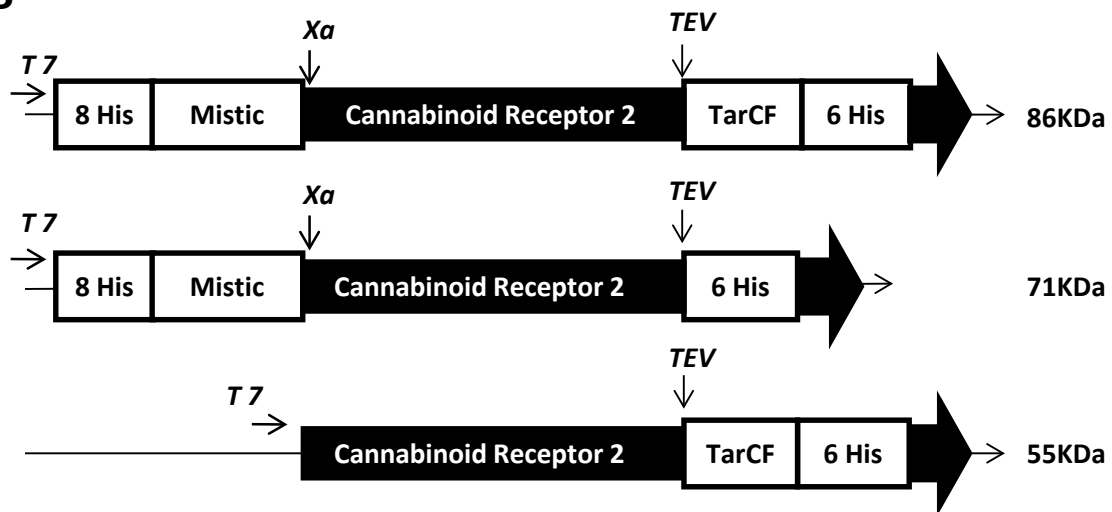 Xa TEV
T 7
8 His Mistic Cannabinoid Receptor 2 TarCF 6 His 86KDa
Xa TEV
T 7
8 His Mistic Cannabinoid Receptor 2 6 His 71KDa
TEV
T 7
Cannabinoid Receptor 2 TarCF 6 His 55KDa